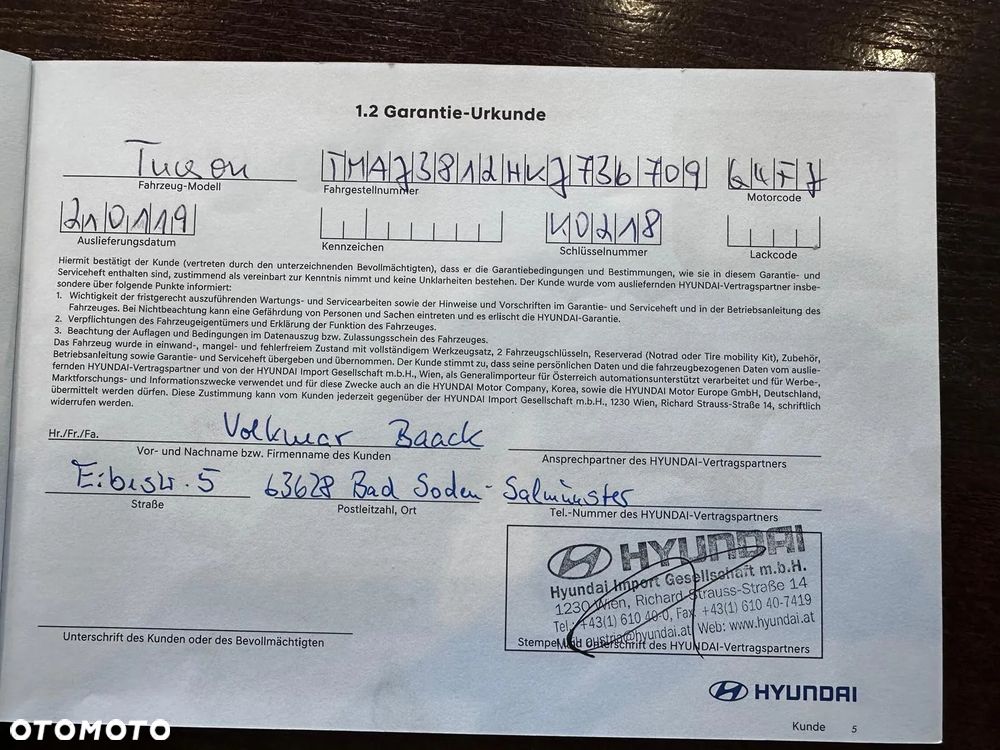 1.2 Garantie-Urkunde
Tucson
Fahrzeug-Modell
TMAJ3812HKJ736709
Fahrgestellnummer
G4FJ
Motorcode
210119
Auslieferungsdatum
Kennzeichen
K0218
Schlüsselnummer
Lackcode
Hiermit bestätigt der Kunde (vertreten durch den unterzeichnenden Bevollmächtigten), dass er die Garantiebedingungen und Bestimmungen, wie sie in diesem Garantie- und
Serviceheft enthalten sind, zustimmend als vereinbart zur Kenntnis nimmt und keine Unklarheiten bestehen. Der Kunde wurde vom ausliefernden HYUNDAI-Vertragspartner insbe-
sondere über folgende Punkte informiert:
1. Wichtigkeit der fristgerecht auszuführenden Wartungs- und Servicearbeiten sowie der Hinweise und Vorschriften im Garantie- und Serviceheft und in der Betriebsanleitung des
Fahrzeuges. Bei Nichtbeachtung kann eine Gefährdung von Personen und Sachen eintreten und es erlischt die HYUNDAI-Garantie.
2. Verpflichtungen des Fahrzeugeigentümers und Erklärung der Funktion des Fahrzeuges.
3. Beachtung der Auflagen und Bedingungen im Datenauszug bzw. Zulassungsschein des Fahrzeuges.
Das Fahrzeug wurde in einwand-, mangel- und fehlerfreiem Zustand mit vollständigem Werkzeugsatz, 2 Fahrzeugschlüsseln, Reserverad (Notrad oder Tire mobility Kit), Zubehör,
Betriebsanleitung sowie Garantie- und Serviceheft übergeben und übernommen. Der Kunde stimmt zu, dass seine persönlichen Daten und die fahrzeugbezogenen Daten vom auslie-
fernden HYUNDAI-Vertragspartner und von der HYUNDAI Import Gesellschaft m.b.H., Wien, als Generalimporteur für Österreich automationsunterstützt verarbeitet und für Werbe-,
Marktforschungs- und Informationszwecke verwendet und für diese Zwecke auch an die HYUNDAI Motor Company, Korea, sowie die HYUNDAI Motor Europe GmbH, Deutschland,
übermittelt werden dürfen. Diese Zustimmung kann vom Kunden jederzeit gegenüber der HYUNDAI Import Gesellschaft m.b.H., 1230 Wien, Richard Strauss-Straße 14, schriftlich
widerrufen werden.
Hr./Fr./Fa. Volkmar Baack
Vor- und Nachname bzw. Firmenname des Kunden
Ansprechpartner des HYUNDAI-Vertragspartners
Eibestr. 5 63628 Bad Soden-Salmünster
Straße
Postleitzahl, Ort
Tel.-Nummer des HYUNDAI-Vertragspartners
HYUNDAI
Hyundai Import Gesellschaft m.b.H.
1230 Wien, Richard Strauss-Straße 14
Tel.: +43(1) 610 40-0, Fax +43(1) 610 40-7419
Web: www.hyundai.at
Unterschrift des Kunden oder des Bevollmächtigten
Stempel und Unterschrift des HYUNDAI-Vertragspartners
HYUNDAI
Kunde 5
OTOMOTO